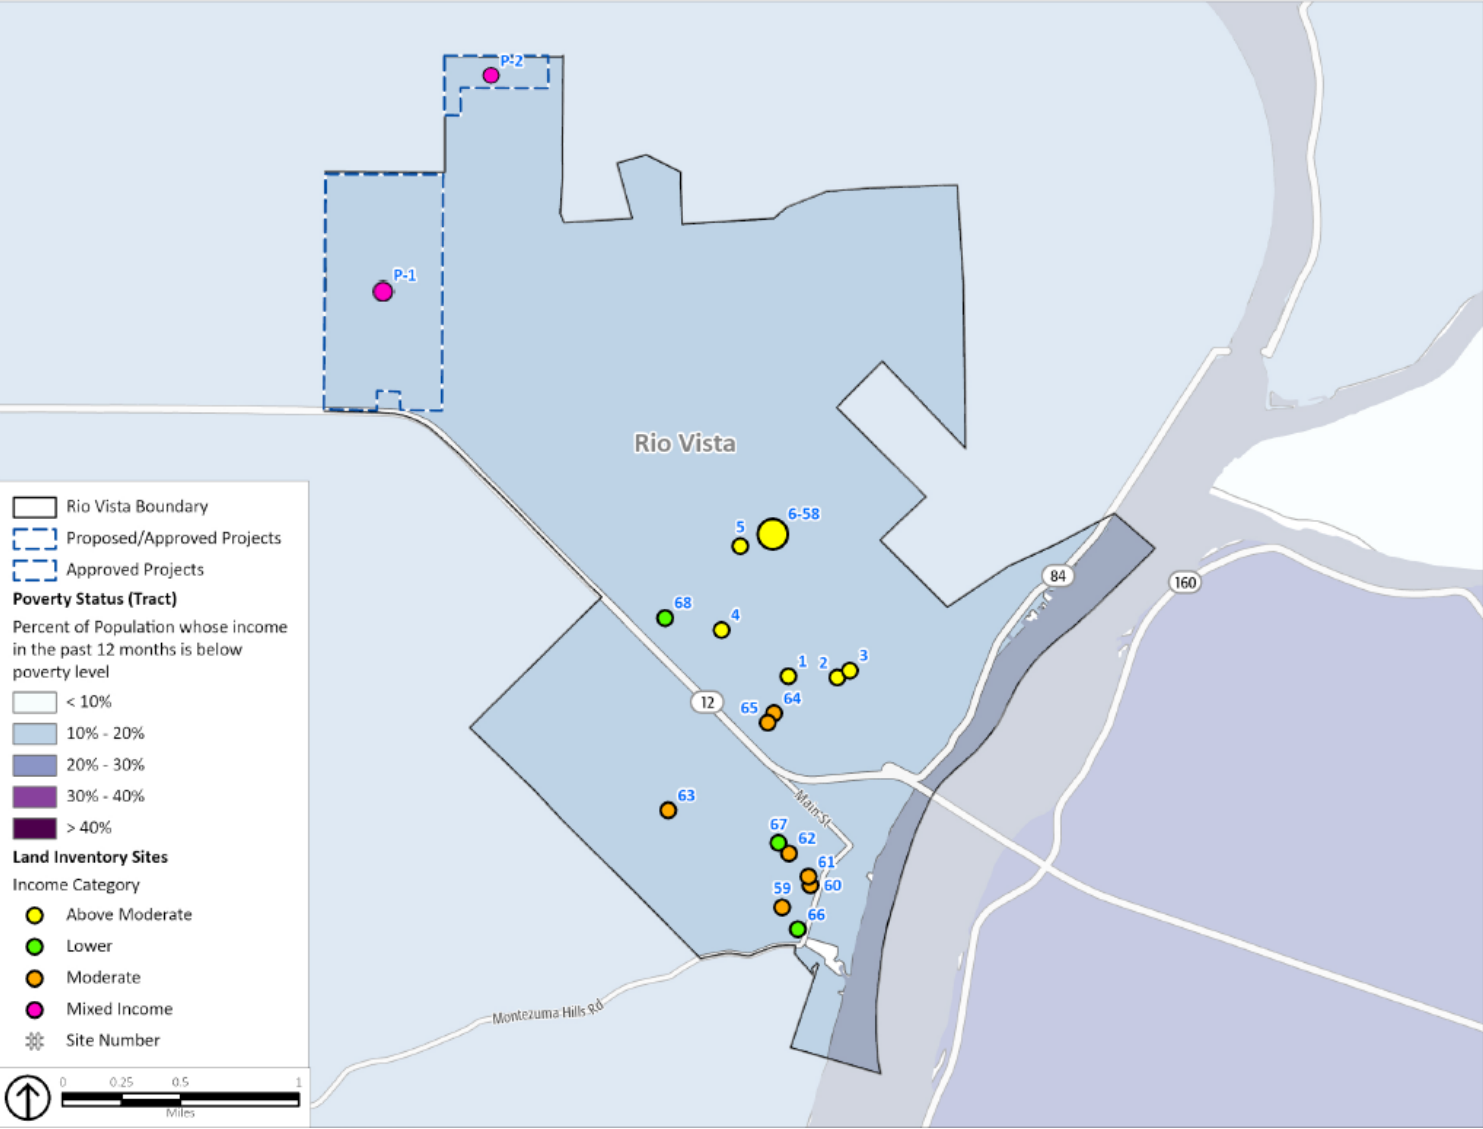 P-2
P-1
Rio Vista
6-58
5
84
160
68
4
1
2
3
12
64
65
63
Main St
67
62
61
60
59
66
Montezuma Hills Rd
Rio Vista Boundary
Proposed/Approved Projects
Approved Projects
Poverty Status (Tract)
Percent of Population whose income
in the past 12 months is below
poverty level
< 10%
10% - 20%
20% - 30%
30% - 40%
> 40%
Land Inventory Sites
Income Category
Above Moderate
Lower
Moderate
Mixed Income
## Site Number
0 0.25 0.5 1
Miles